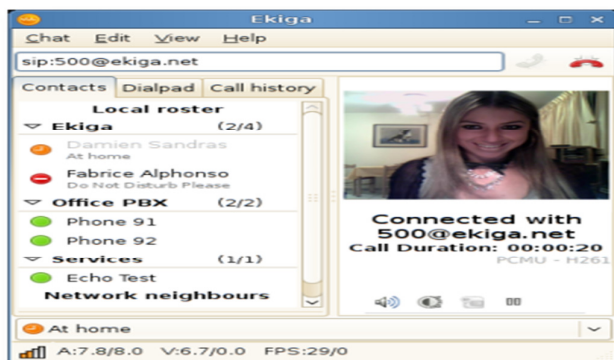 Ekiga
Chat Edit View Help
sip:500@ekiga.net
Contacts Dialpad Call history
Local roster
Ekiga (2/4)
Damien Sandras
At home
Fabrice Alphonso
Do Not Disturb Please
Office PBX (2/2)
Phone 91
Phone 92
Services (1/1)
Echo Test
Network neighbours
Connected with
500@ekiga.net
Call Duration: 00:00:20
PCMU - H261
At home
A:7.8/8.0 V:6.7/0.0 FPS:29/0